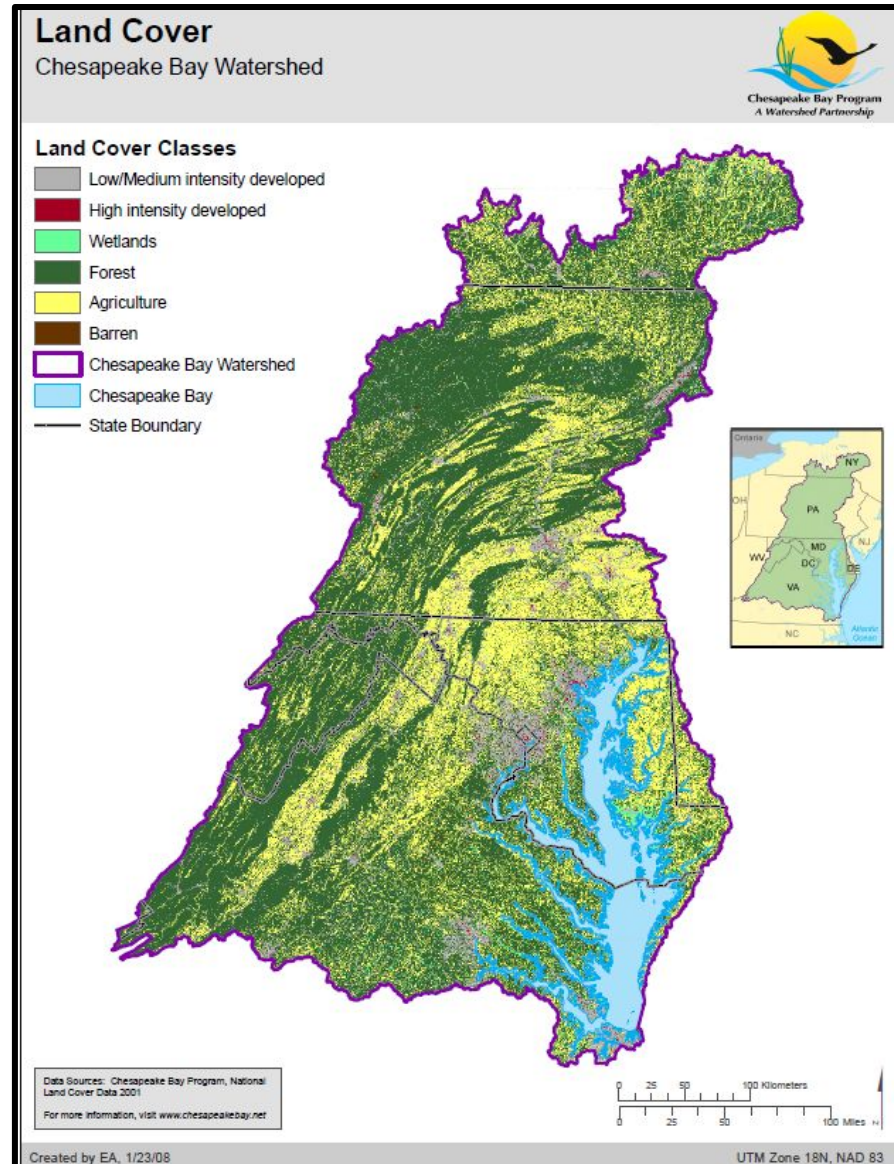 Land Cover
Chesapeake Bay Watershed
Chesapeake Bay Program
A Watershed Partnership
Land Cover Classes
Low/Medium intensity developed
High intensity developed
Wetlands
Forest
Agriculture
Barren
Chesapeake Bay Watershed
Chesapeake Bay
State Boundary
Ontario
NY
OH
PA
NJ
MD
WV
DC
DE
VA
NC
Atlantic
Ocean
Data Sources: Chesapeake Bay Program, National
Land Cover Data 2001
For more information, visit www.chesapeakebay.net
0 25 50 100 Kilometers
0 25 50 100 Miles
N
Created by EA, 1/23/08
UTM Zone 18N, NAD 83